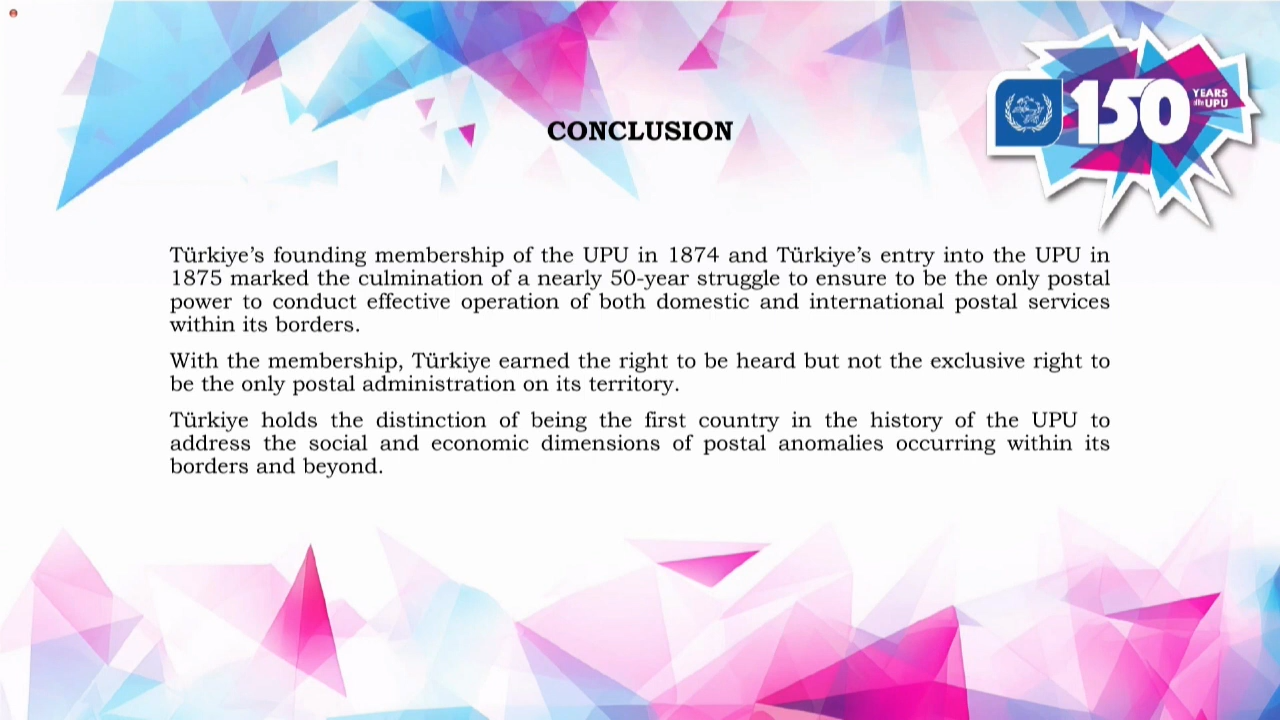 CONCLUSION
150
YEARS
of the UPU
Türkiye’s founding membership of the UPU in 1874 and Türkiye’s entry into the UPU in
1875 marked the culmination of a nearly 50-year struggle to ensure to be the only postal
power to conduct effective operation of both domestic and international postal services
within its borders.
With the membership, Türkiye earned the right to be heard but not the exclusive right to
be the only postal administration on its territory.
Türkiye holds the distinction of being the first country in the history of the UPU to
address the social and economic dimensions of postal anomalies occurring within its
borders and beyond.